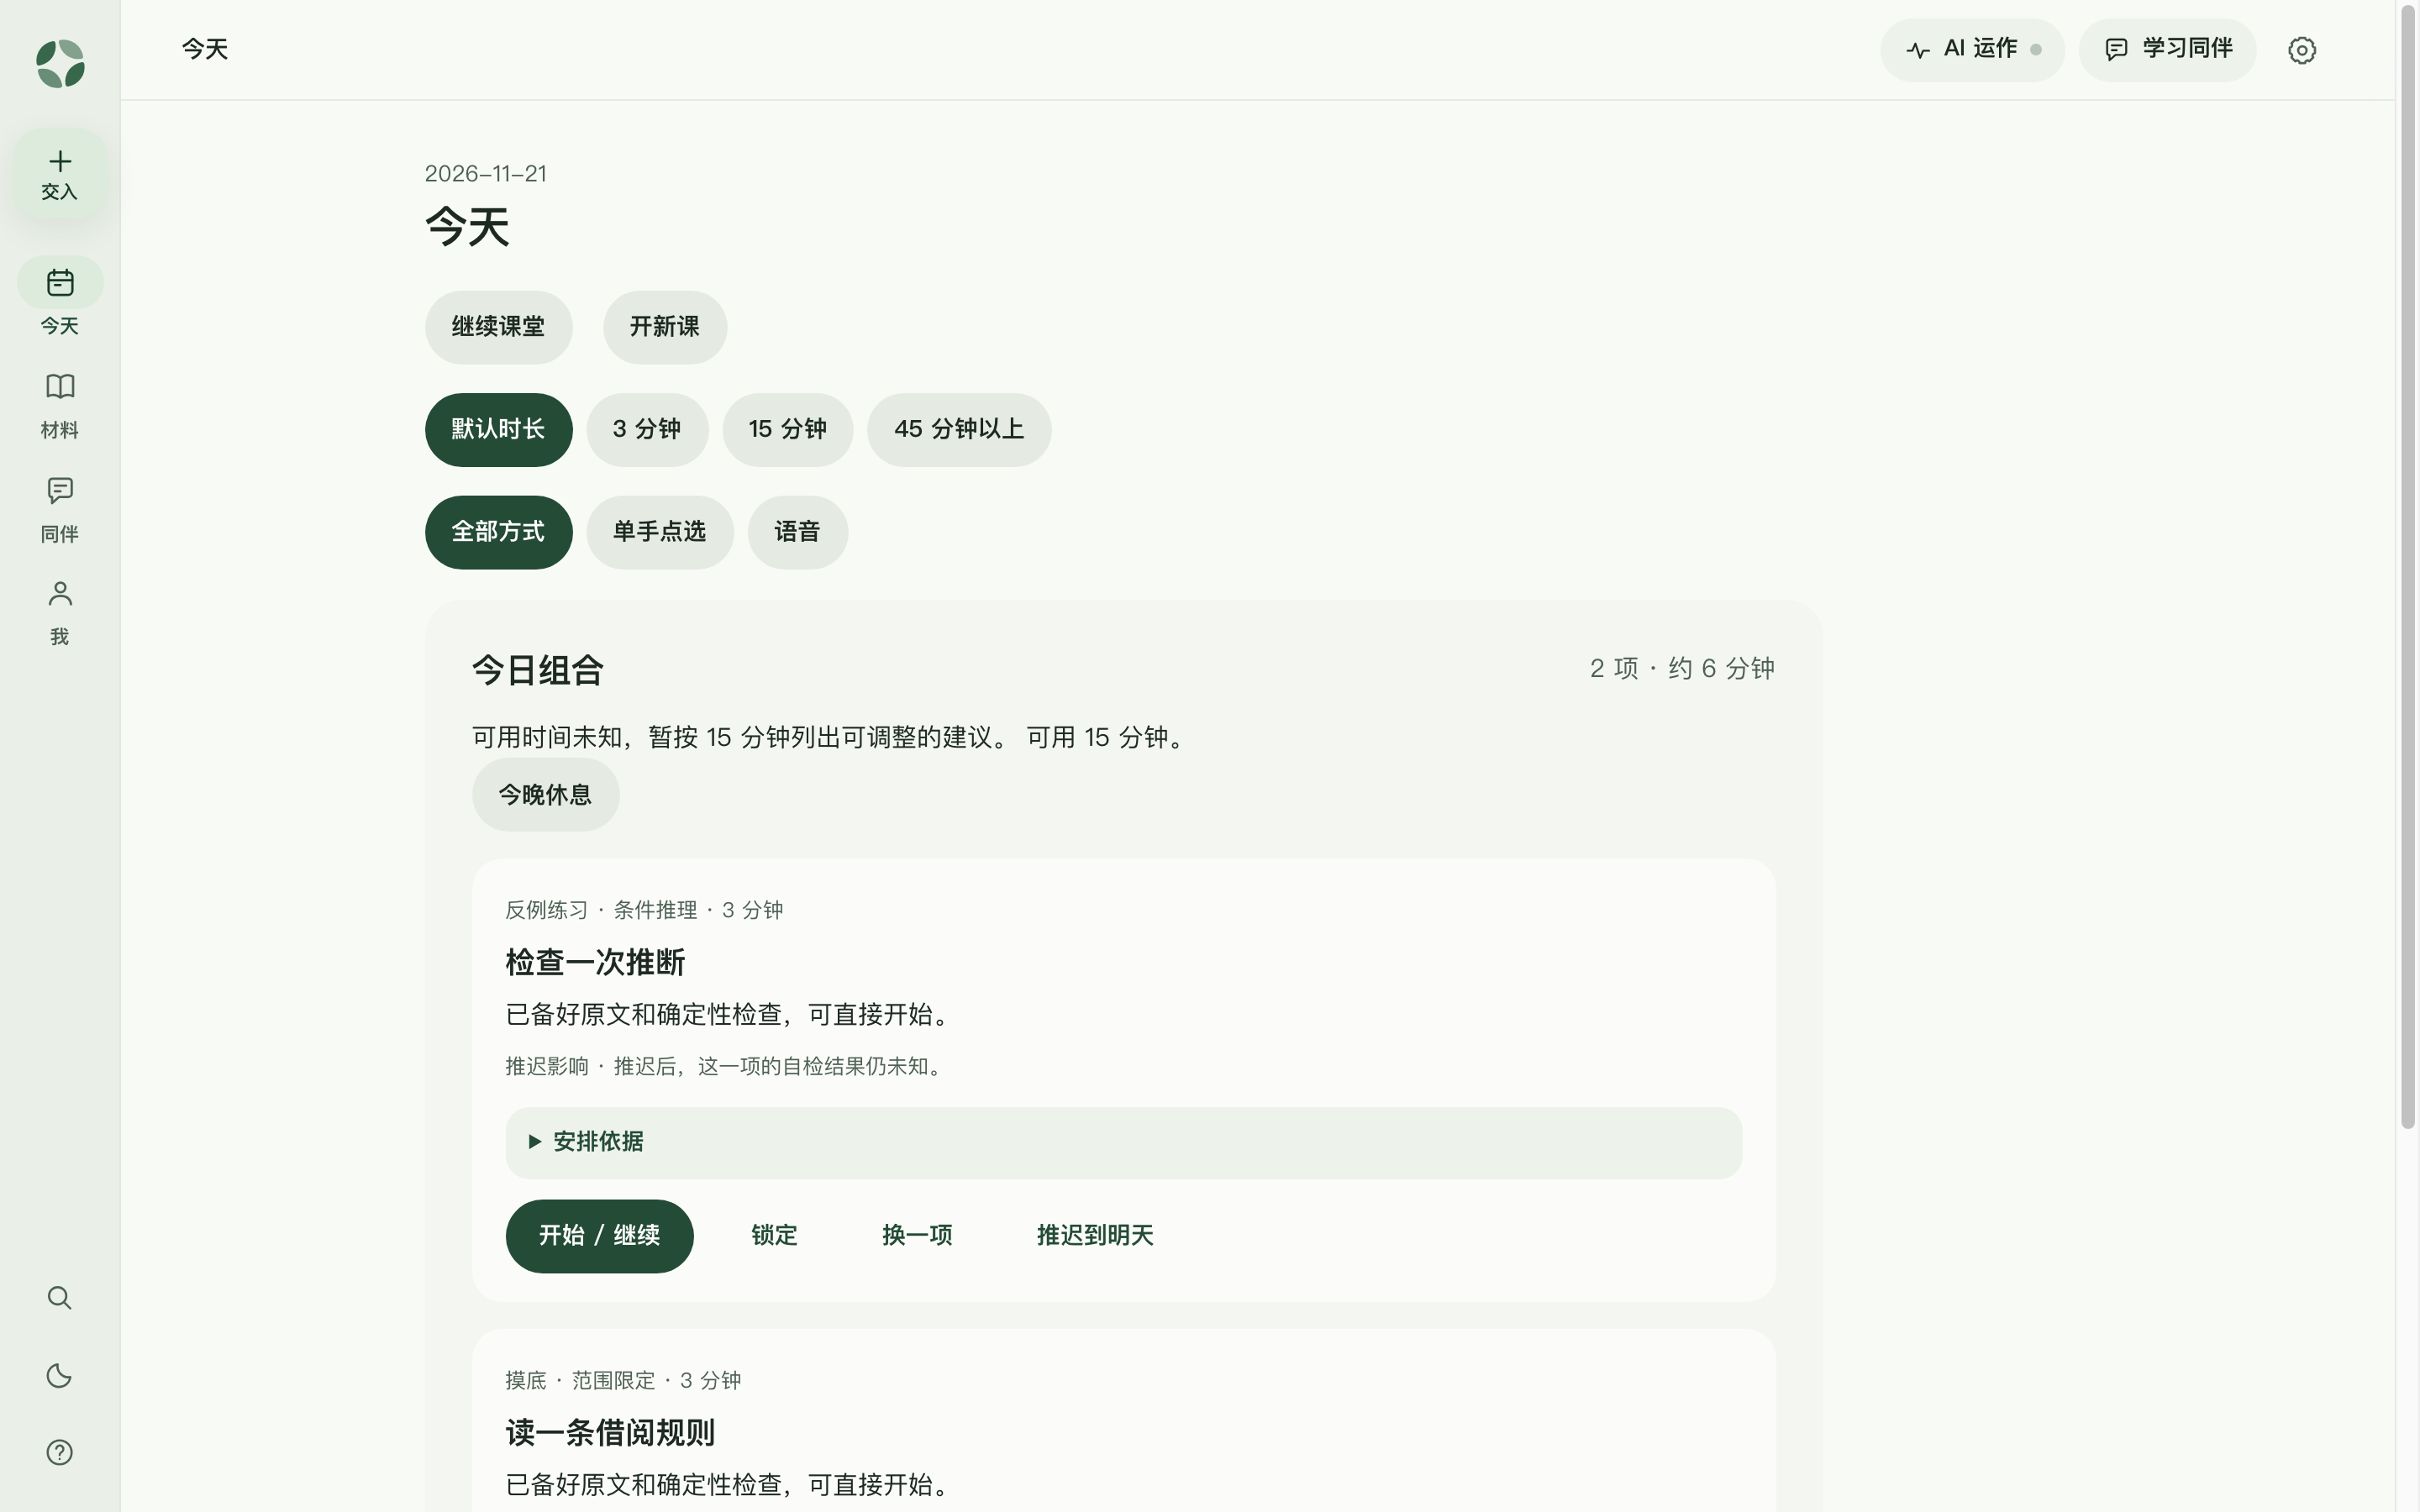 今天
AI 运作
学习同伴
交入
今天
材料
同伴
我
2026–11–21
今天
继续课堂
开新课
默认时长
3 分钟
15 分钟
45 分钟以上
全部方式
单手点选
语音
今日组合
2 项 · 约 6 分钟
可用时间未知，暂按 15 分钟列出可调整的建议。 可用 15 分钟。
今晚休息
反例练习 · 条件推理 · 3 分钟
检查一次推断
已备好原文和确定性检查，可直接开始。
推迟影响 · 推迟后，这一项的自检结果仍未知。
安排依据
开始 / 继续
锁定
换一项
推迟到明天
摸底 · 范围限定 · 3 分钟
读一条借阅规则
已备好原文和确定性检查，可直接开始。